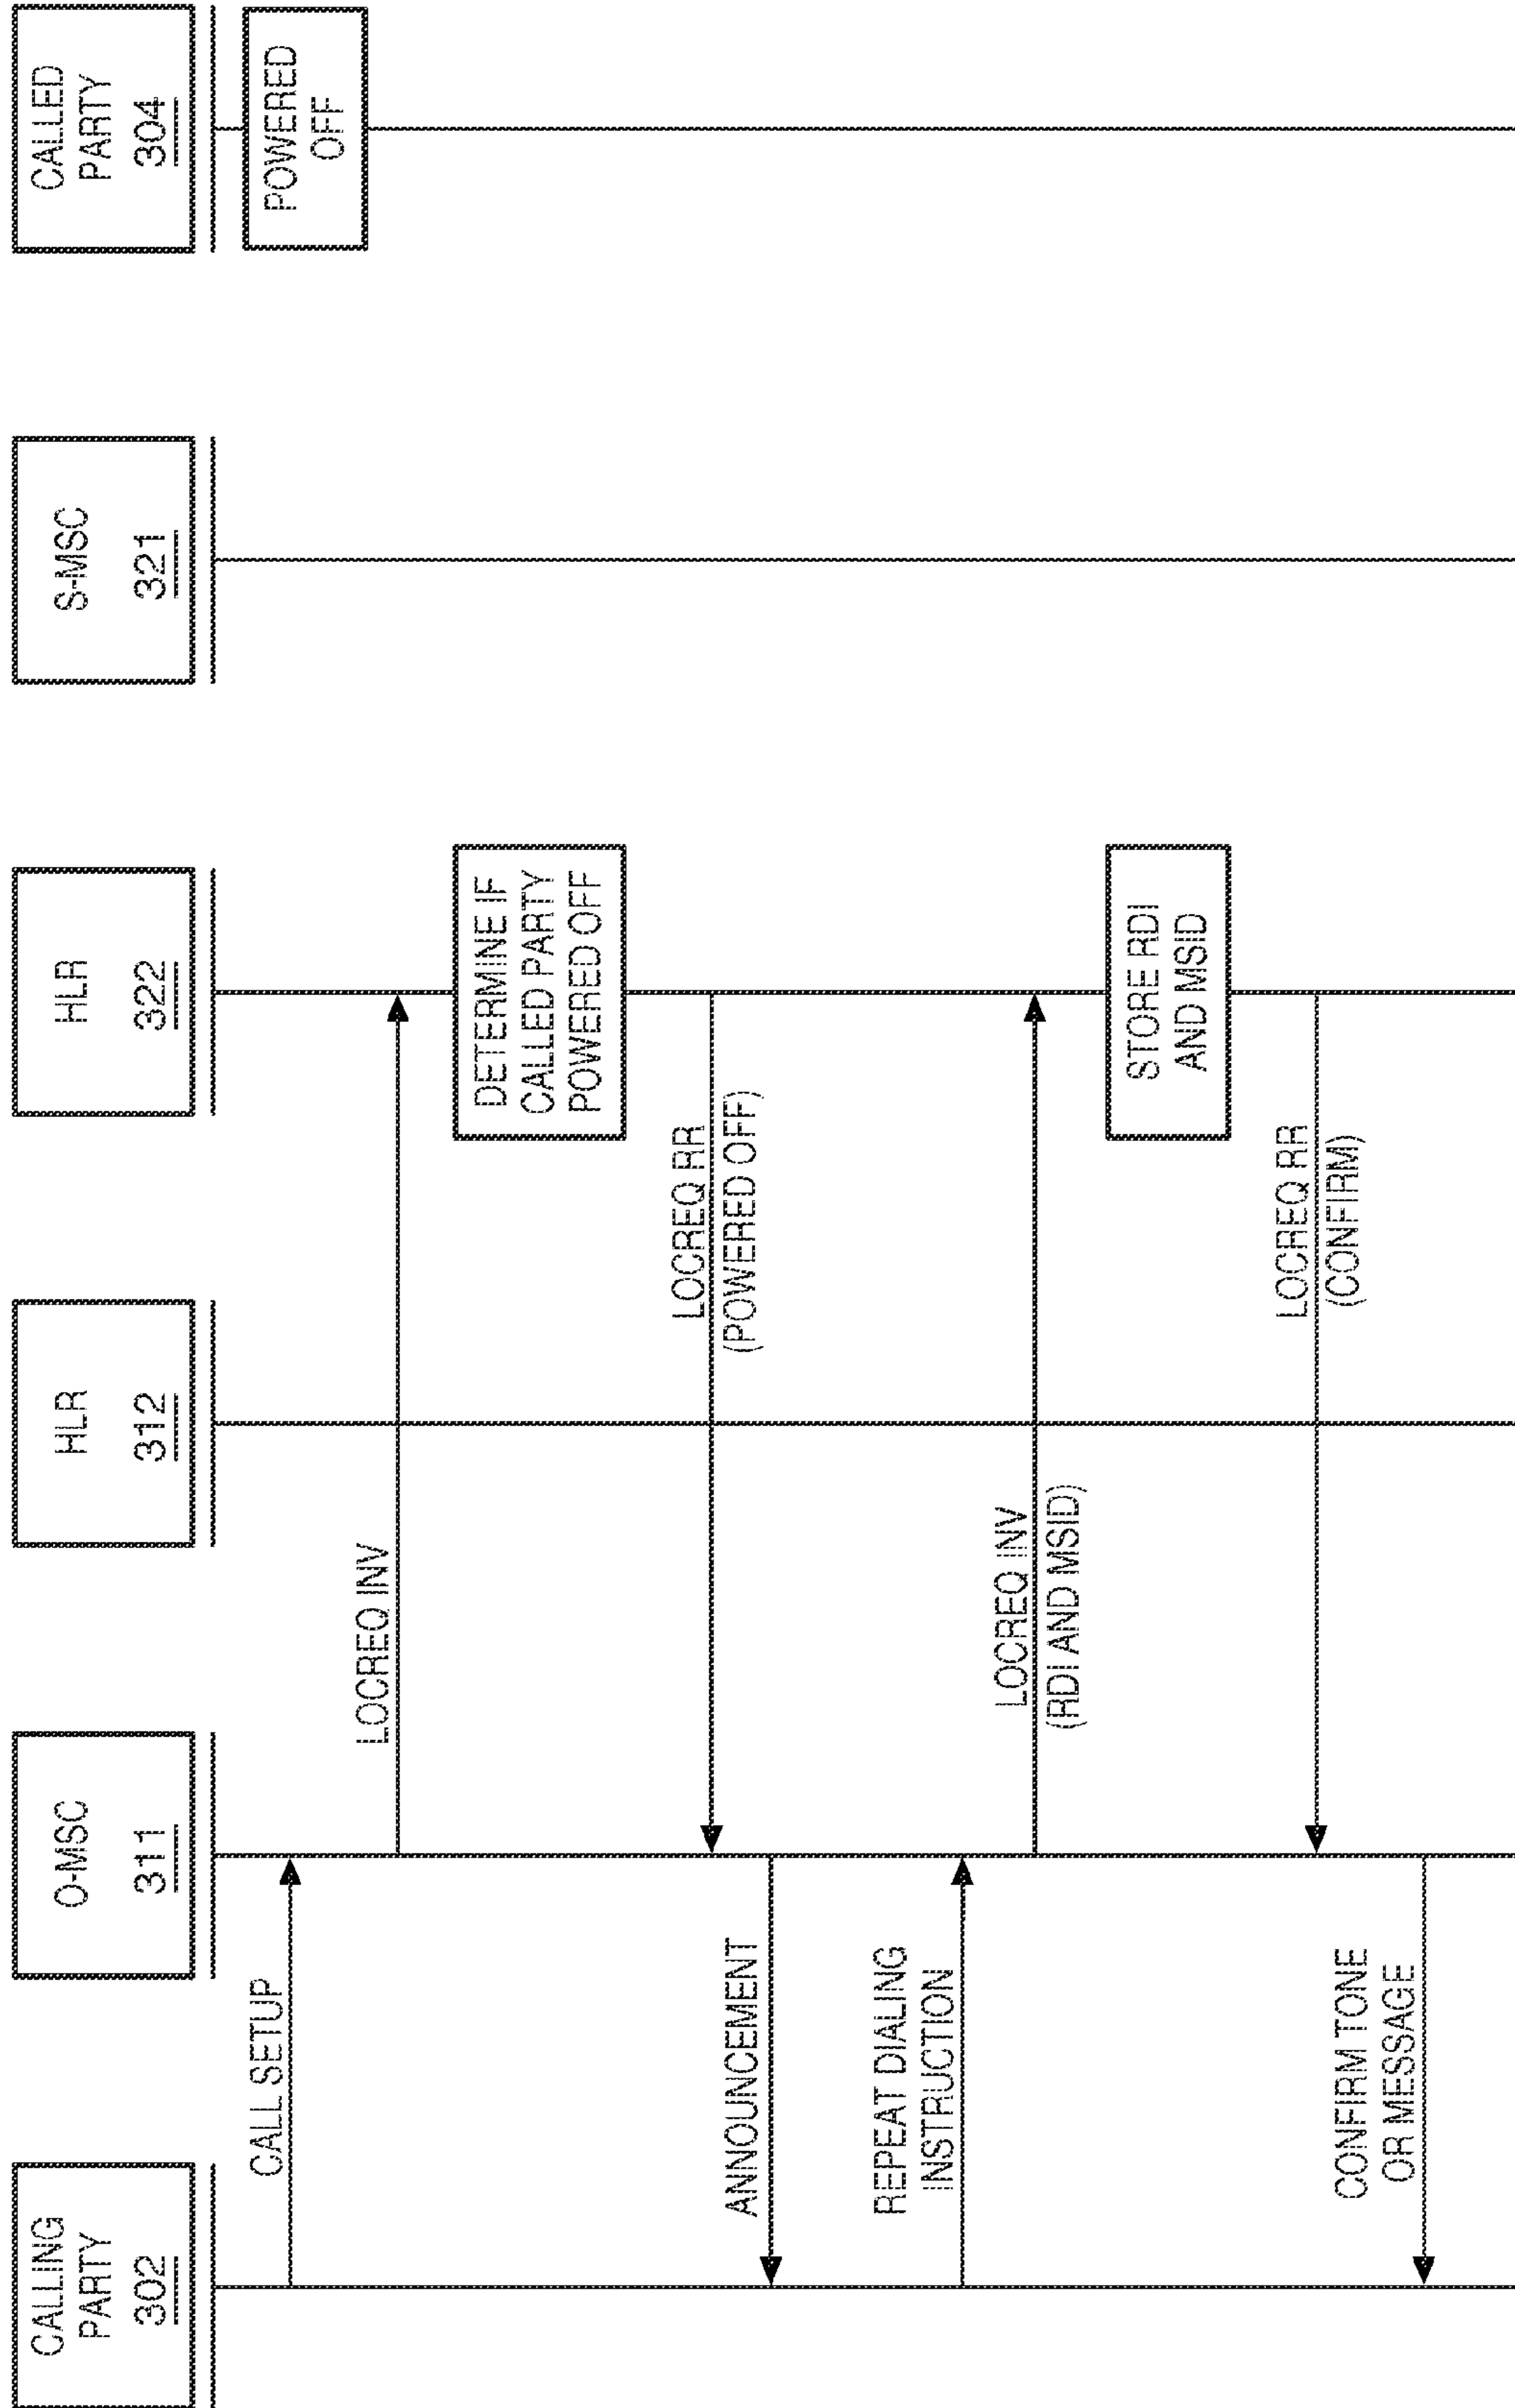 CALLING
PARTY
302
O-MSC
311
HLR
312
HLR
322
S-MSC
321
CALLED
PARTY
304
POWERED
OFF
CALL SETUP
LOCREQ INV
DETERMINE IF
CALLED PARTY
POWERED OFF
LOCREQ RR
(POWERED OFF)
ANNOUNCEMENT
REPEAT DIALING
INSTRUCTION
LOCREQ INV
(RDI AND MSID)
STORE RDI
AND MSID
LOCREQ RR
(CONFIRM)
CONFIRM TONE
OR MESSAGE